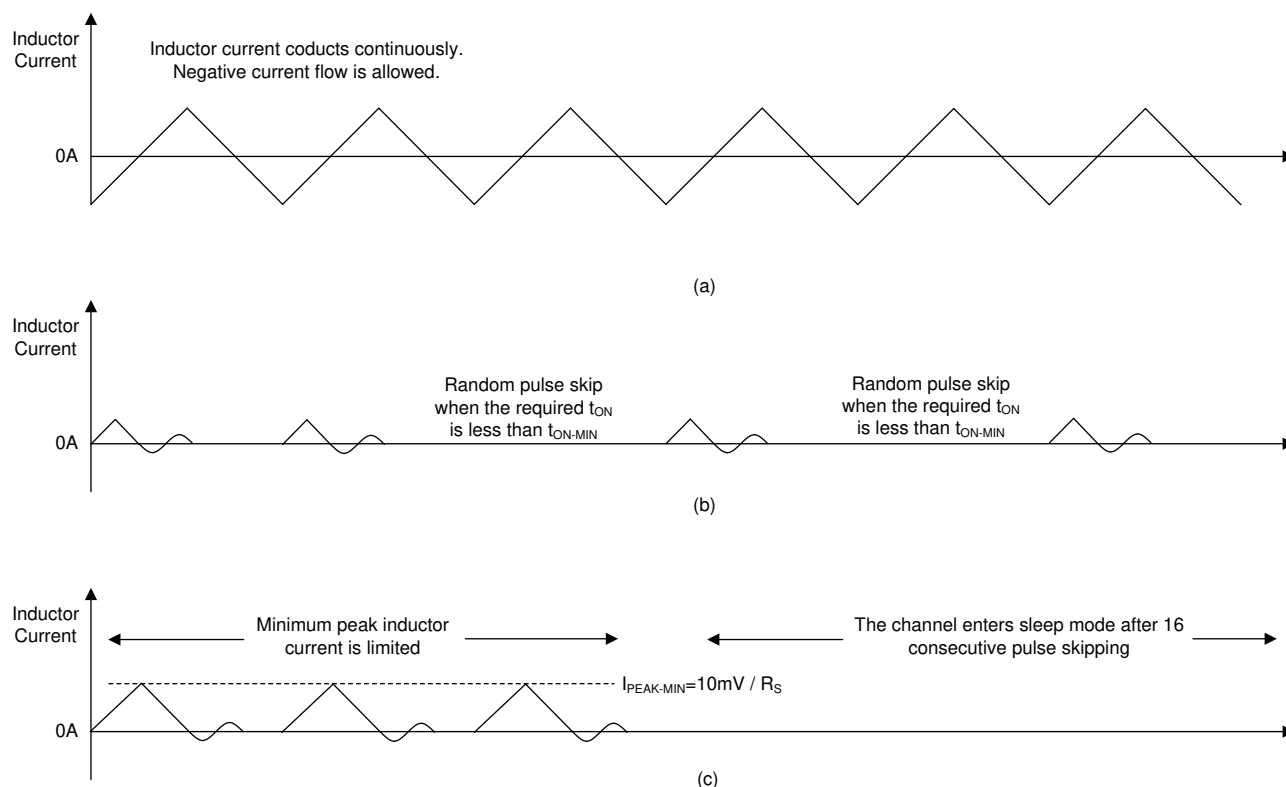 Inductor
Current
Inductor current coducts continuously.
Negative current flow is allowed.
0A
(a)
Inductor
Current
Random pulse skip
when the required tON
is less than tON-MIN
Random pulse skip
when the required tON
is less than tON-MIN
0A
(b)
Inductor
Current
Minimum peak inductor
current is limited
The channel enters sleep mode after 16
consecutive pulse skipping
IPEAK-MIN=10mV / RS
0A
(c)